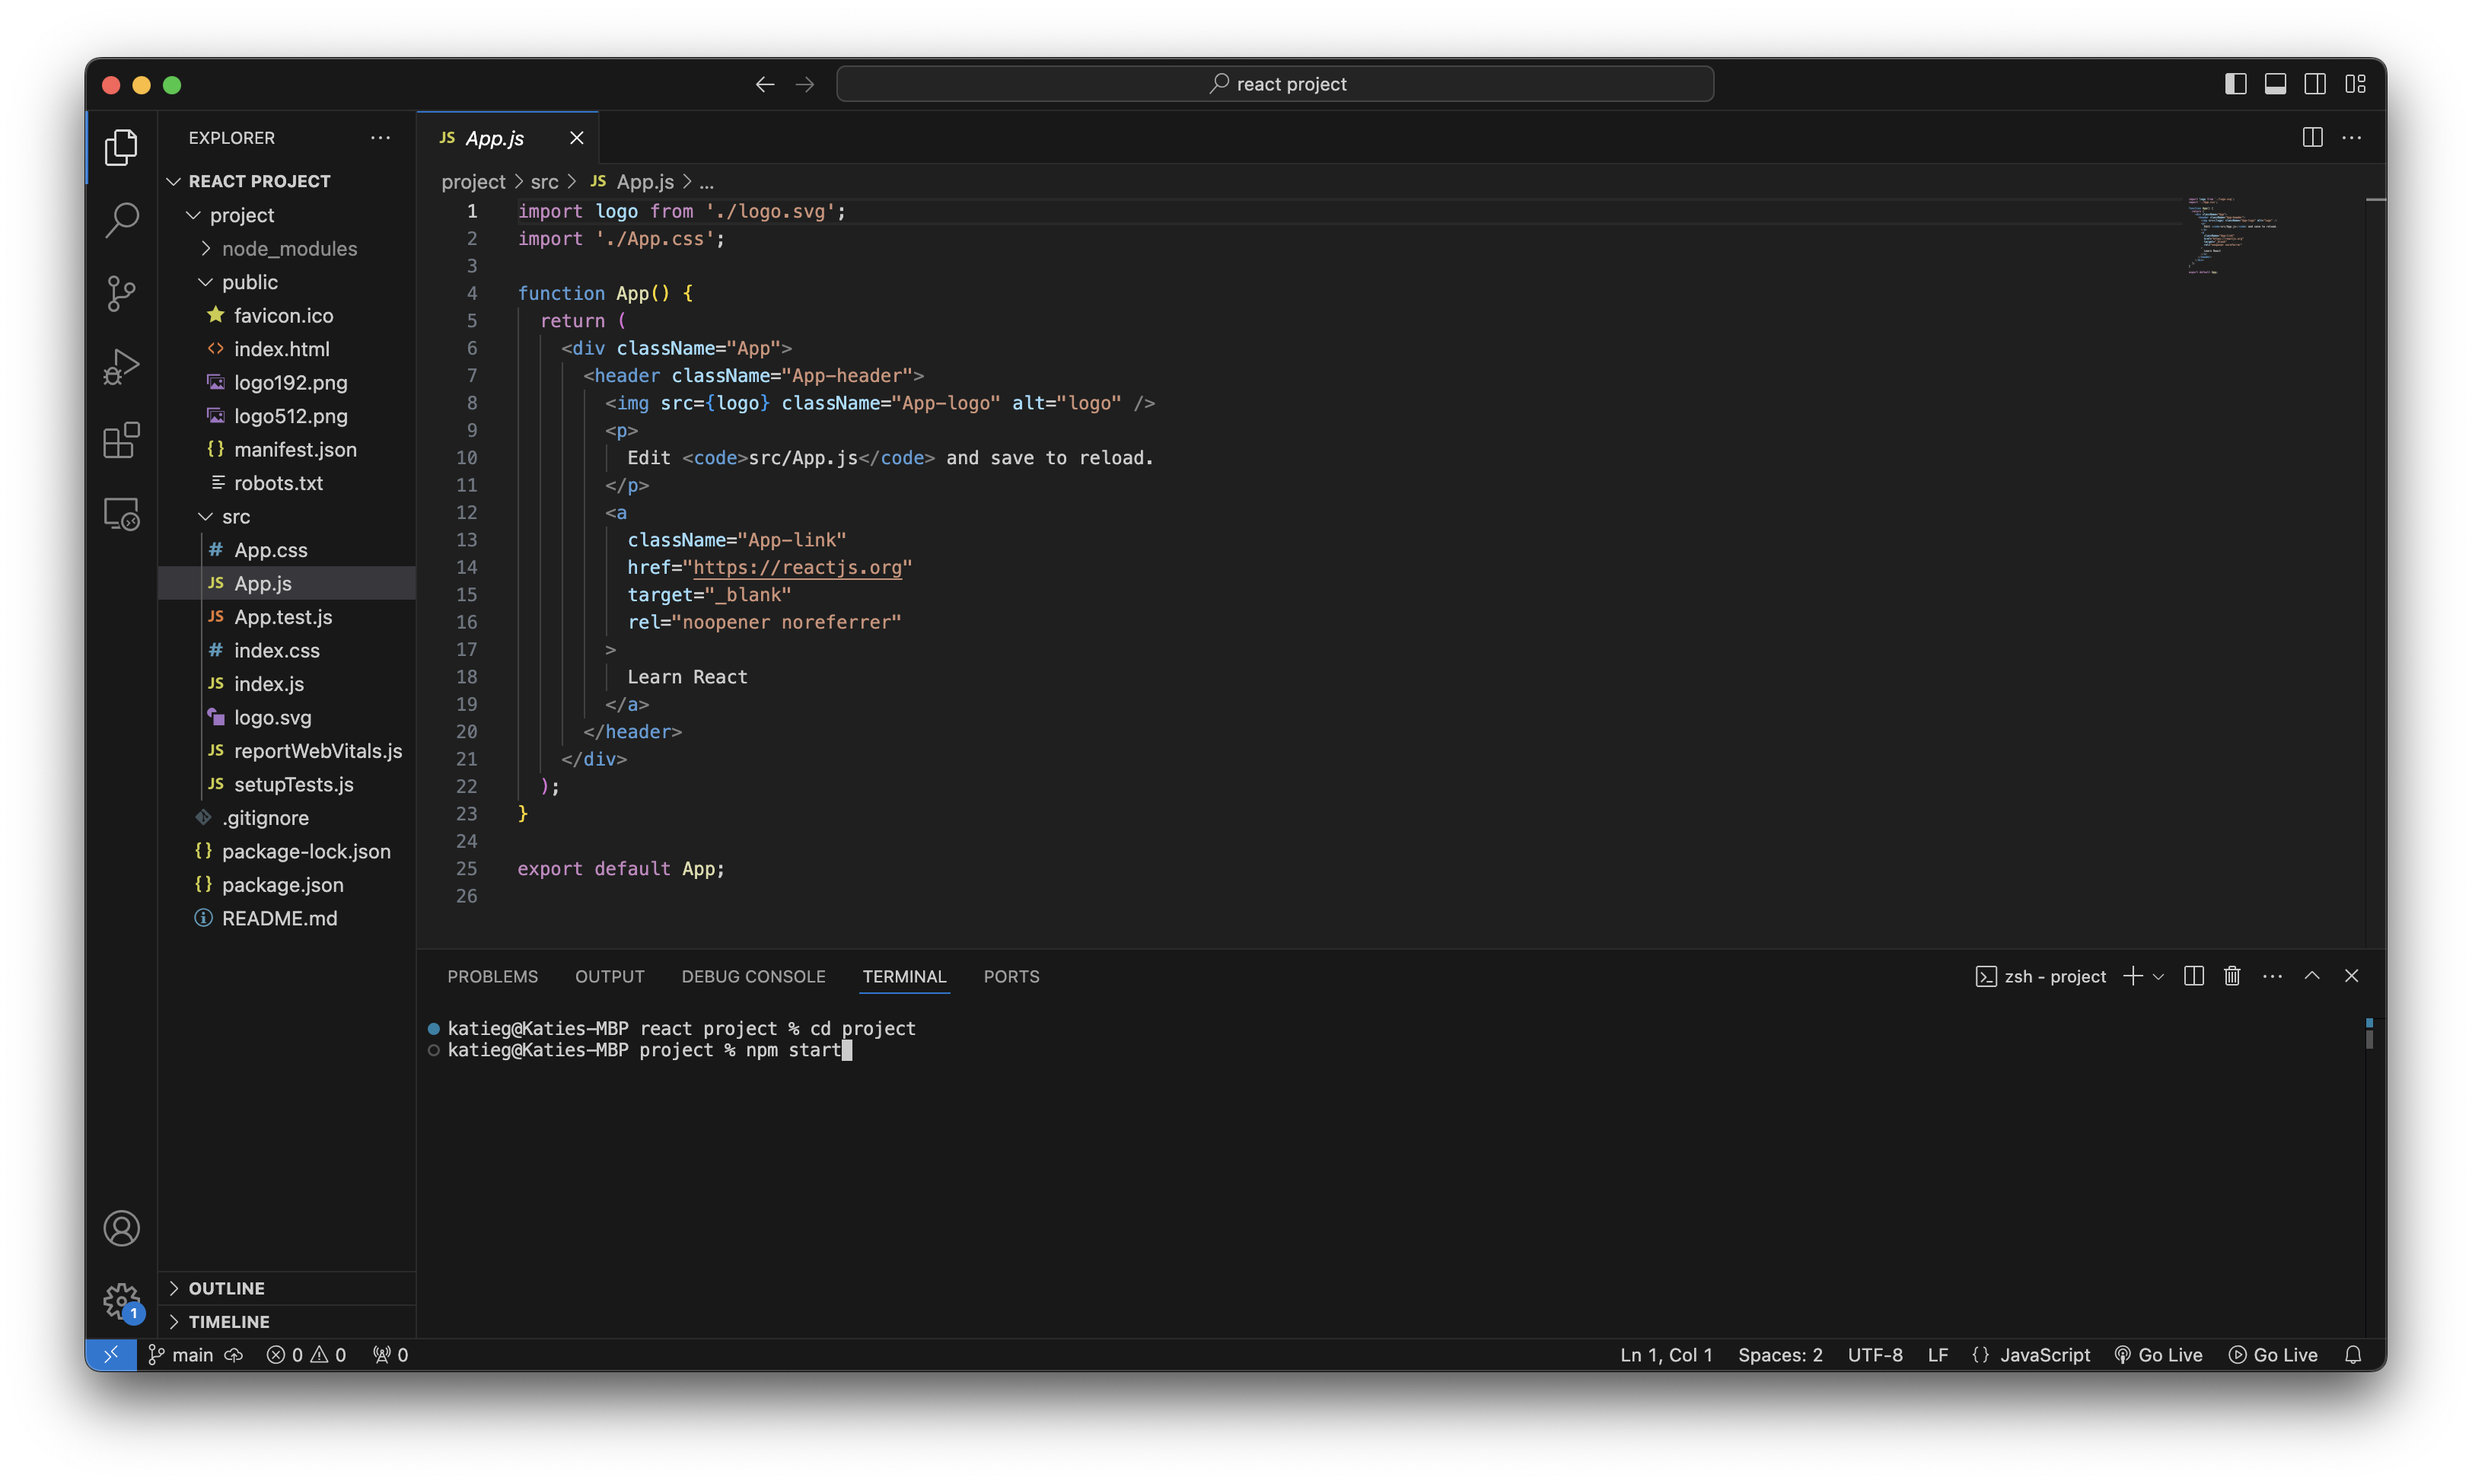 react project
EXPLORER
REACT PROJECT
project
node_modules
public
favicon.ico
index.html
logo192.png
logo512.png
manifest.json
robots.txt
src
App.css
App.js
App.test.js
index.css
index.js
logo.svg
reportWebVitals.js
setupTests.js
.gitignore
package-lock.json
package.json
README.md
OUTLINE
TIMELINE
JS App.js
project > src > JS App.js > ...
1 import logo from './logo.svg';
2 import './App.css';
3
4 function App() {
5   return (
6     <div className="App">
7       <header className="App-header">
8         <img src={logo} className="App-logo" alt="logo" />
9         <p>
10           Edit <code>src/App.js</code> and save to reload.
11         </p>
12         <a
13           className="App-link"
14           href="https://reactjs.org"
15           target="_blank"
16           rel="noopener noreferrer"
17         >
18           Learn React
19         </a>
20       </header>
21     </div>
22   );
23 }
24
25 export default App;
26
PROBLEMS OUTPUT DEBUG CONSOLE TERMINAL PORTS
zsh - project
katieg@Katies-MBP react project % cd project
katieg@Katies-MBP project % npm start
1
main 0 0 0
Ln 1, Col 1 Spaces: 2 UTF-8 LF {} JavaScript Go Live Go Live